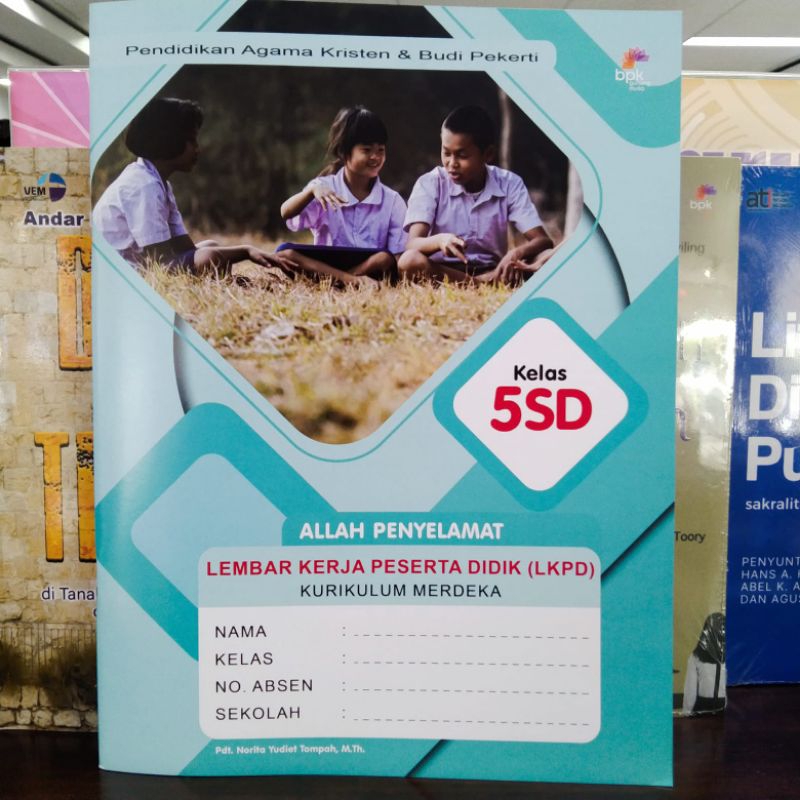 Pendidikan Agama Kristen & Budi Pekerti
bpk
Kelas
5SD
ALLAH PENYELAMAT
LEMBAR KERJA PESERTA DIDIK (LKPD)
KURIKULUM MERDEKA
NAMA :
KELAS :
NO. ABSEN :
SEKOLAH :
Pdt. Norita Yudiet Tompah, M.Th.
VEM
Andar
di Tana
bpk
Toory
at
Li
Di
Pu
sakralit
PENYUNT
HANS A.
ABEL K. A
DAN AGUS